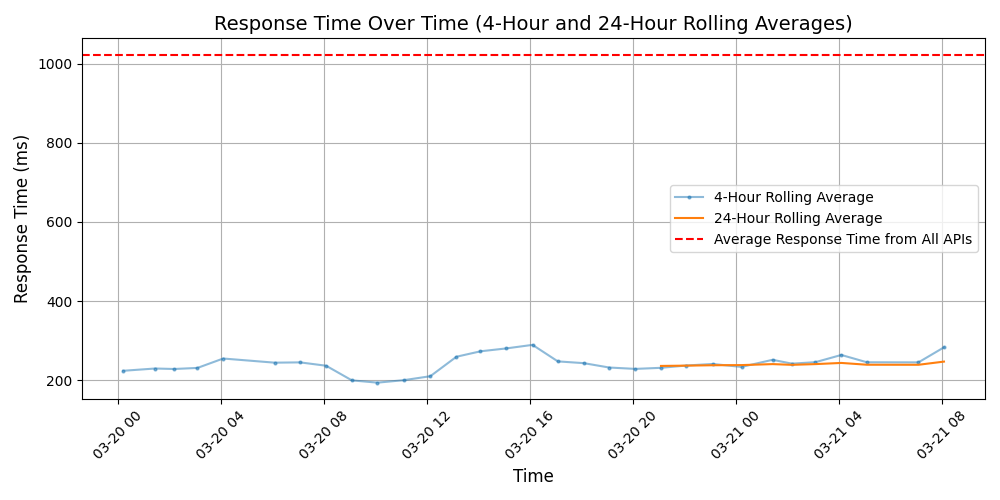 Response Time Over Time (4-Hour and 24-Hour Rolling Averages)
Response Time (ms)
1000
800
600
400
200
4-Hour Rolling Average
24-Hour Rolling Average
Average Response Time from All APIs
03-20 00
03-20 04
03-20 08
03-20 12
03-20 16
03-20 20
03-21 00
03-21 04
03-21 08
Time